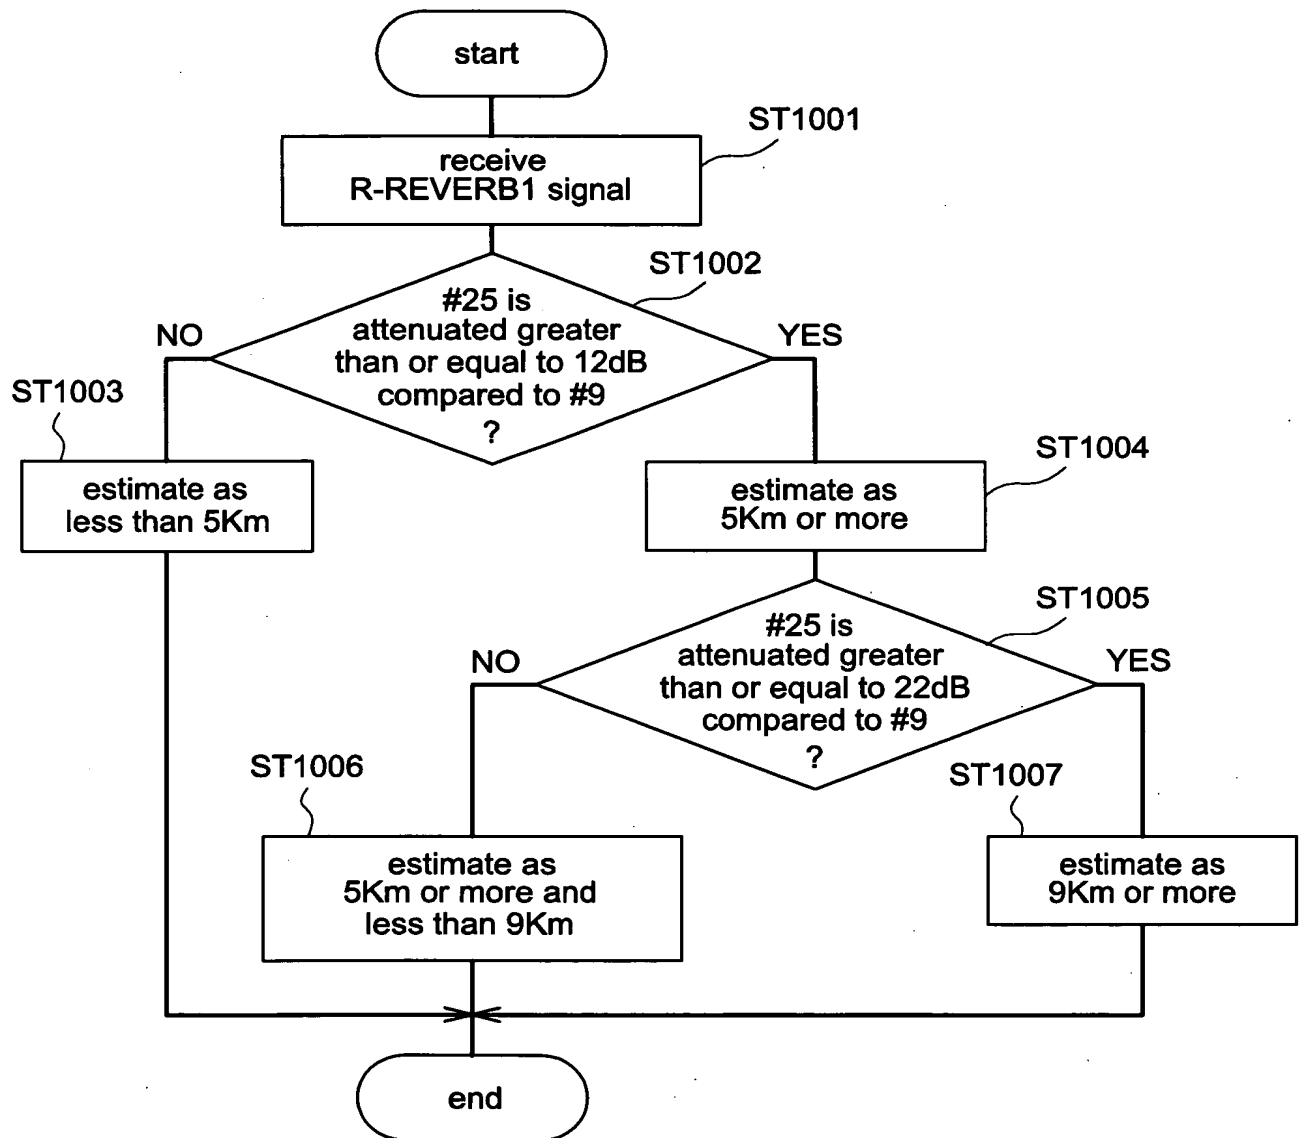 start
ST1001
receive
R-REVERB1 signal
ST1002
#25 is
attenuated greater
than or equal to 12dB
compared to #9
?
NO
YES
ST1003
estimate as
less than 5Km
ST1004
estimate as
5Km or more
ST1005
#25 is
attenuated greater
than or equal to 22dB
compared to #9
?
NO
YES
ST1006
estimate as
5Km or more and
less than 9Km
ST1007
estimate as
9Km or more
end